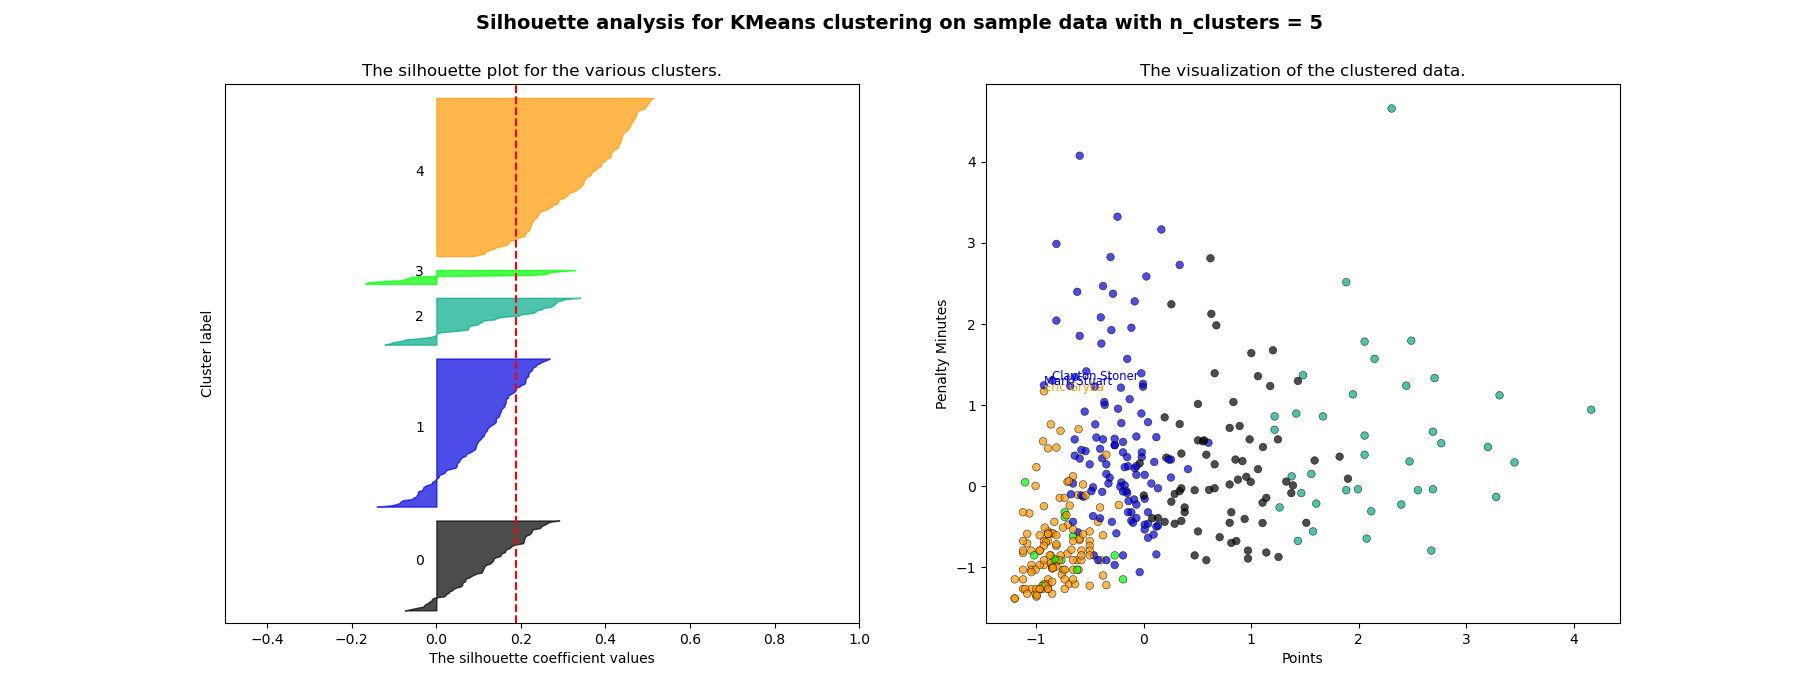 Silhouette analysis for KMeans clustering on sample data with n_clusters = 5
The silhouette plot for the various clusters.
4
3
2
1
0
Cluster label
−0.4
−0.2
0.0
0.2
0.4
0.6
0.8
1.0
The silhouette coefficient values
The visualization of the clustered data.
4
3
2
1
0
−1
Penalty Minutes
Clayton Stoner
Mark Stuart
Eric Gryba
−1
0
1
2
3
4
Points